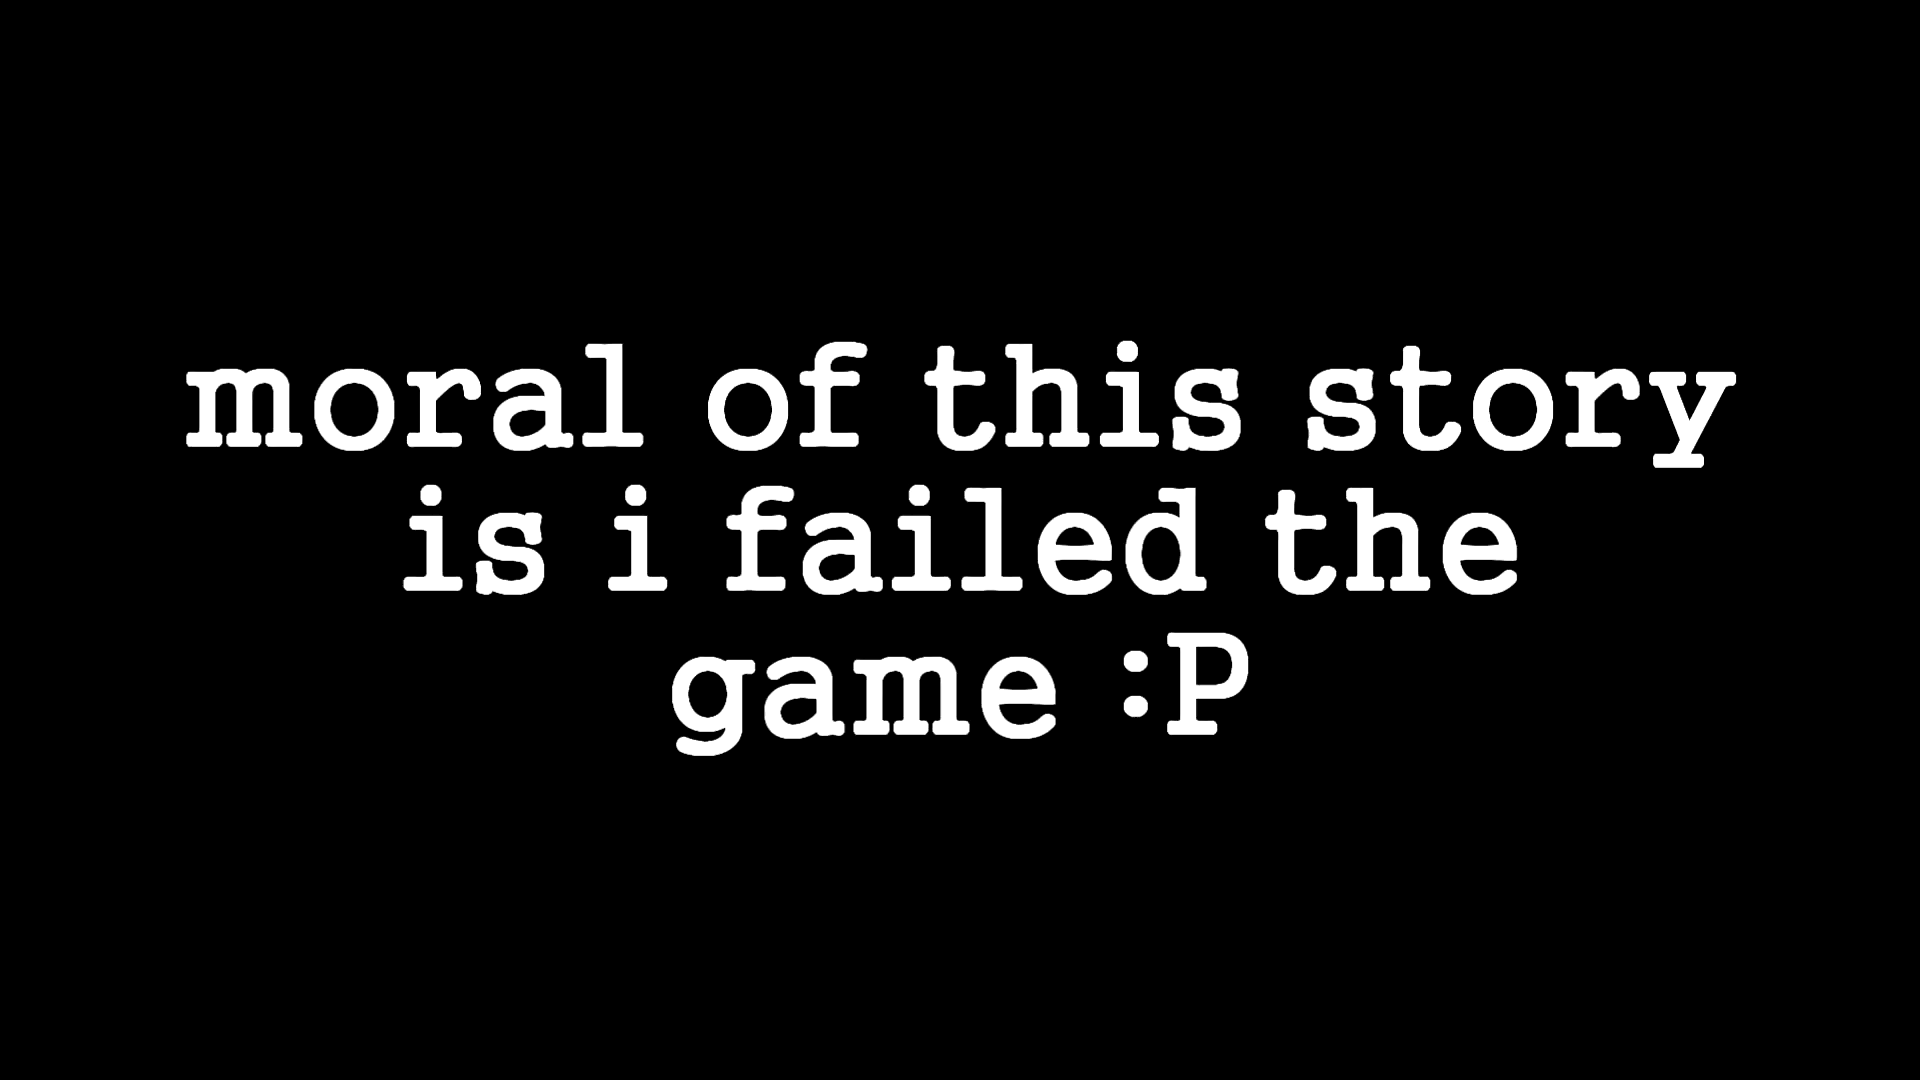 moral of this story
is i failed the
game :P